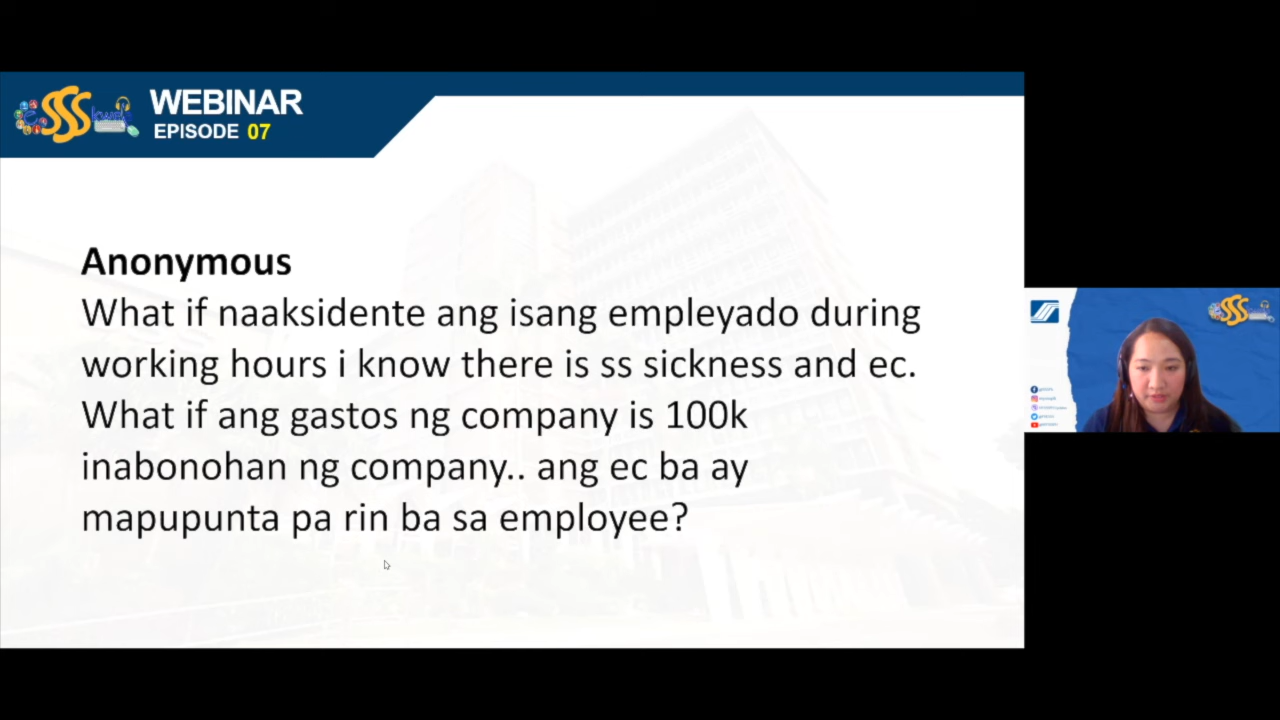 SSS
WEBINAR
EPISODE 07
Anonymous
What if naaksidente ang isang empleyado during
working hours i know there is ss sickness and ec.
What if ang gastos ng company is 100k
inabonohan ng company.. ang ec ba ay
mapupunta pa rin ba sa employee?
SSS